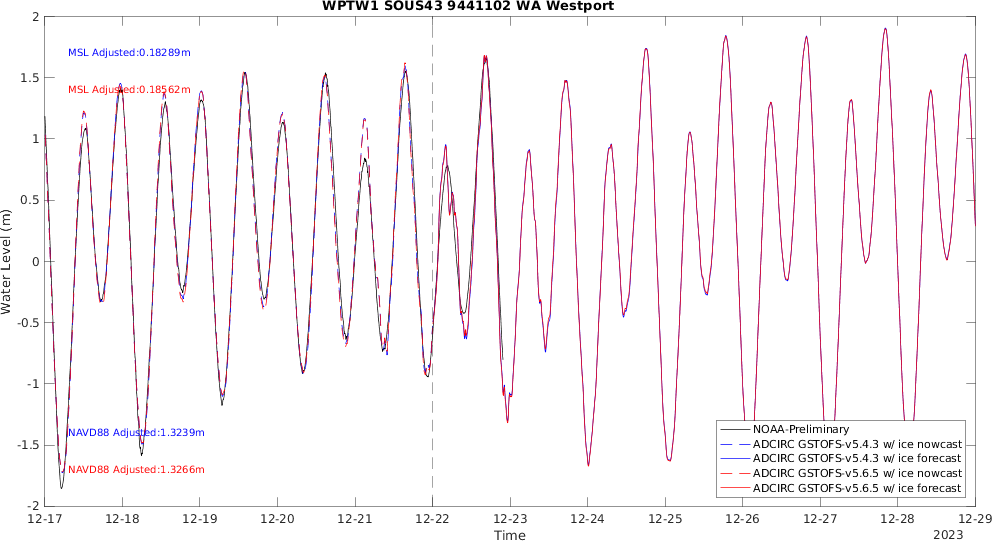 WPTW1 SOUS43 9441102 WA Westport
Water Level (m)
2
1.5
1
0.5
0
-0.5
-1
-1.5
-2
MSL Adjusted:0.18289m
MSL Adjusted:0.18562m
NAVD88 Adjusted:1.3239m
NAVD88 Adjusted:1.3266m
NOAA-Preliminary
ADCIRC GSTOFS-v5.4.3 w/ ice nowcast
ADCIRC GSTOFS-v5.4.3 w/ ice forecast
ADCIRC GSTOFS-v5.6.5 w/ ice nowcast
ADCIRC GSTOFS-v5.6.5 w/ ice forecast
12-17 12-18 12-19 12-20 12-21 12-22 12-23 12-24 12-25 12-26 12-27 12-28 12-29
Time
2023